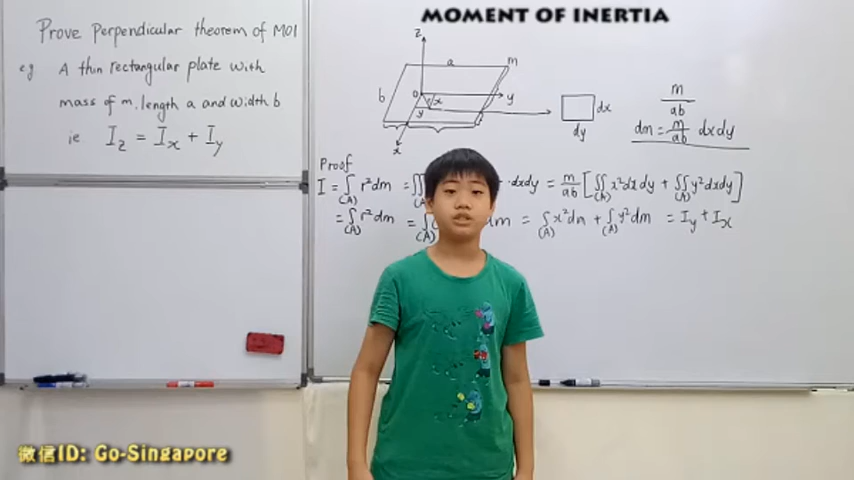 MOMENT OF INERTIA
Prove Perpendicular theorem of MOI
eg A thin rectangular plate with
mass of m, length a and width b
ie I_z = I_x + I_y
z
a
m
b
o
x
y
y
x
dx
dy
m/ab
dm = m/ab dxdy
Proof
I = ∫(A) r²dm = ∬(A) · dxdy = m/ab [∬(A) x²dxdy + ∬(A) y²dxdy]
= ∫(A) r²dm = ∫(A) dm = ∫(A) x²dm + ∫(A) y²dm = I_y + I_x
微信ID: Go-Singapore